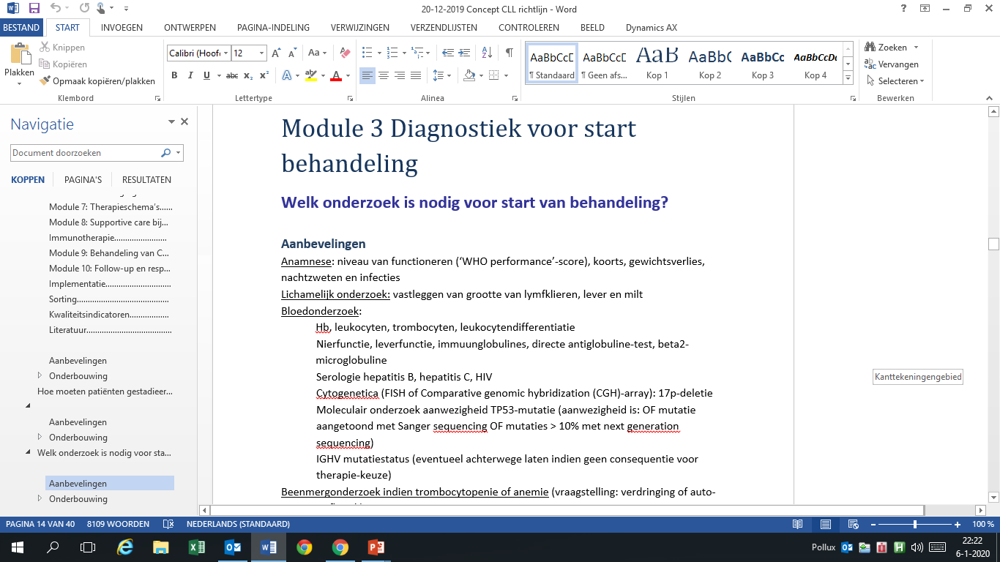 20-12-2019 Concept CLL richtlijn - Word
BESTAND START INVOEGEN ONTWERPEN PAGINA-INDELING VERWIJZINGEN VERZENDLIJSTEN CONTROLEREN BEELD Dynamics AX
Plakken
Knippen
Kopiëren
Opmaak kopiëren/plakken
Klembord
Calibri (Hoof 12
Lettertype
Alinea
AaBbCcD AaBbCcD AaB AaBbC AaBbCc AaBbCcDc
¶ Standaard ¶ Geen afs... Kop 1 Kop 2 Kop 3 Kop 4
Stijlen
Zoeken
Vervangen
Selecteren
Bewerken
Navigatie
Document doorzoeken
KOPPEN PAGINA'S RESULTATEN
Module 7: Therapieschema's......
Module 8: Supportive care bij...
Immunotherapie........................
Module 9: Behandeling van C...
Module 10: Follow-up en resp...
Implementatie..............................
Sorting..........................................
Kwaliteitsindicatoren..................
Literatuur.......................................
Aanbevelingen
Onderbouwing
Hoe moeten patiënten gestadieer...
Aanbevelingen
Onderbouwing
Welk onderzoek is nodig voor sta...
Aanbevelingen
Onderbouwing
Module 3 Diagnostiek voor start
behandeling
Welk onderzoek is nodig voor start van behandeling?
Aanbevelingen
Anamnese: niveau van functioneren (‘WHO performance’-score), koorts, gewichtsverlies,
nachtzweten en infecties
Lichamelijk onderzoek: vastleggen van grootte van lymfklieren, lever en milt
Bloedonderzoek:
Hb, leukocyten, trombocyten, leukocytendifferentiatie
Nierfunctie, leverfunctie, immuunglobulines, directe antiglobuline-test, beta2-
microglobuline
Serologie hepatitis B, hepatitis C, HIV
Cytogenetica (FISH of Comparative genomic hybridization (CGH)-array): 17p-deletie
Moleculair onderzoek aanwezigheid TP53-mutatie (aanwezigheid is: OF mutatie
aangetoond met Sanger sequencing OF mutaties > 10% met next generation
sequencing)
IGHV mutatiestatus (eventueel achterwege laten indien geen consequentie voor
therapie-keuze)
Beenmergonderzoek indien trombocytopenie of anemie (vraagstelling: verdringing of auto-
Kanttekeningengebied
PAGINA 14 VAN 40 8109 WOORDEN NEDERLANDS (STANDAARD) 100 %
Pollux
22:22
6-1-2020